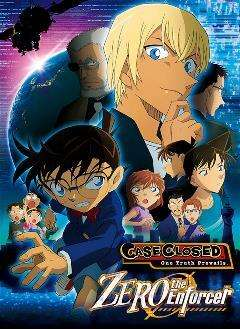 CASE CLOSED
One Truth Prevails.
ZERO the Enforcer